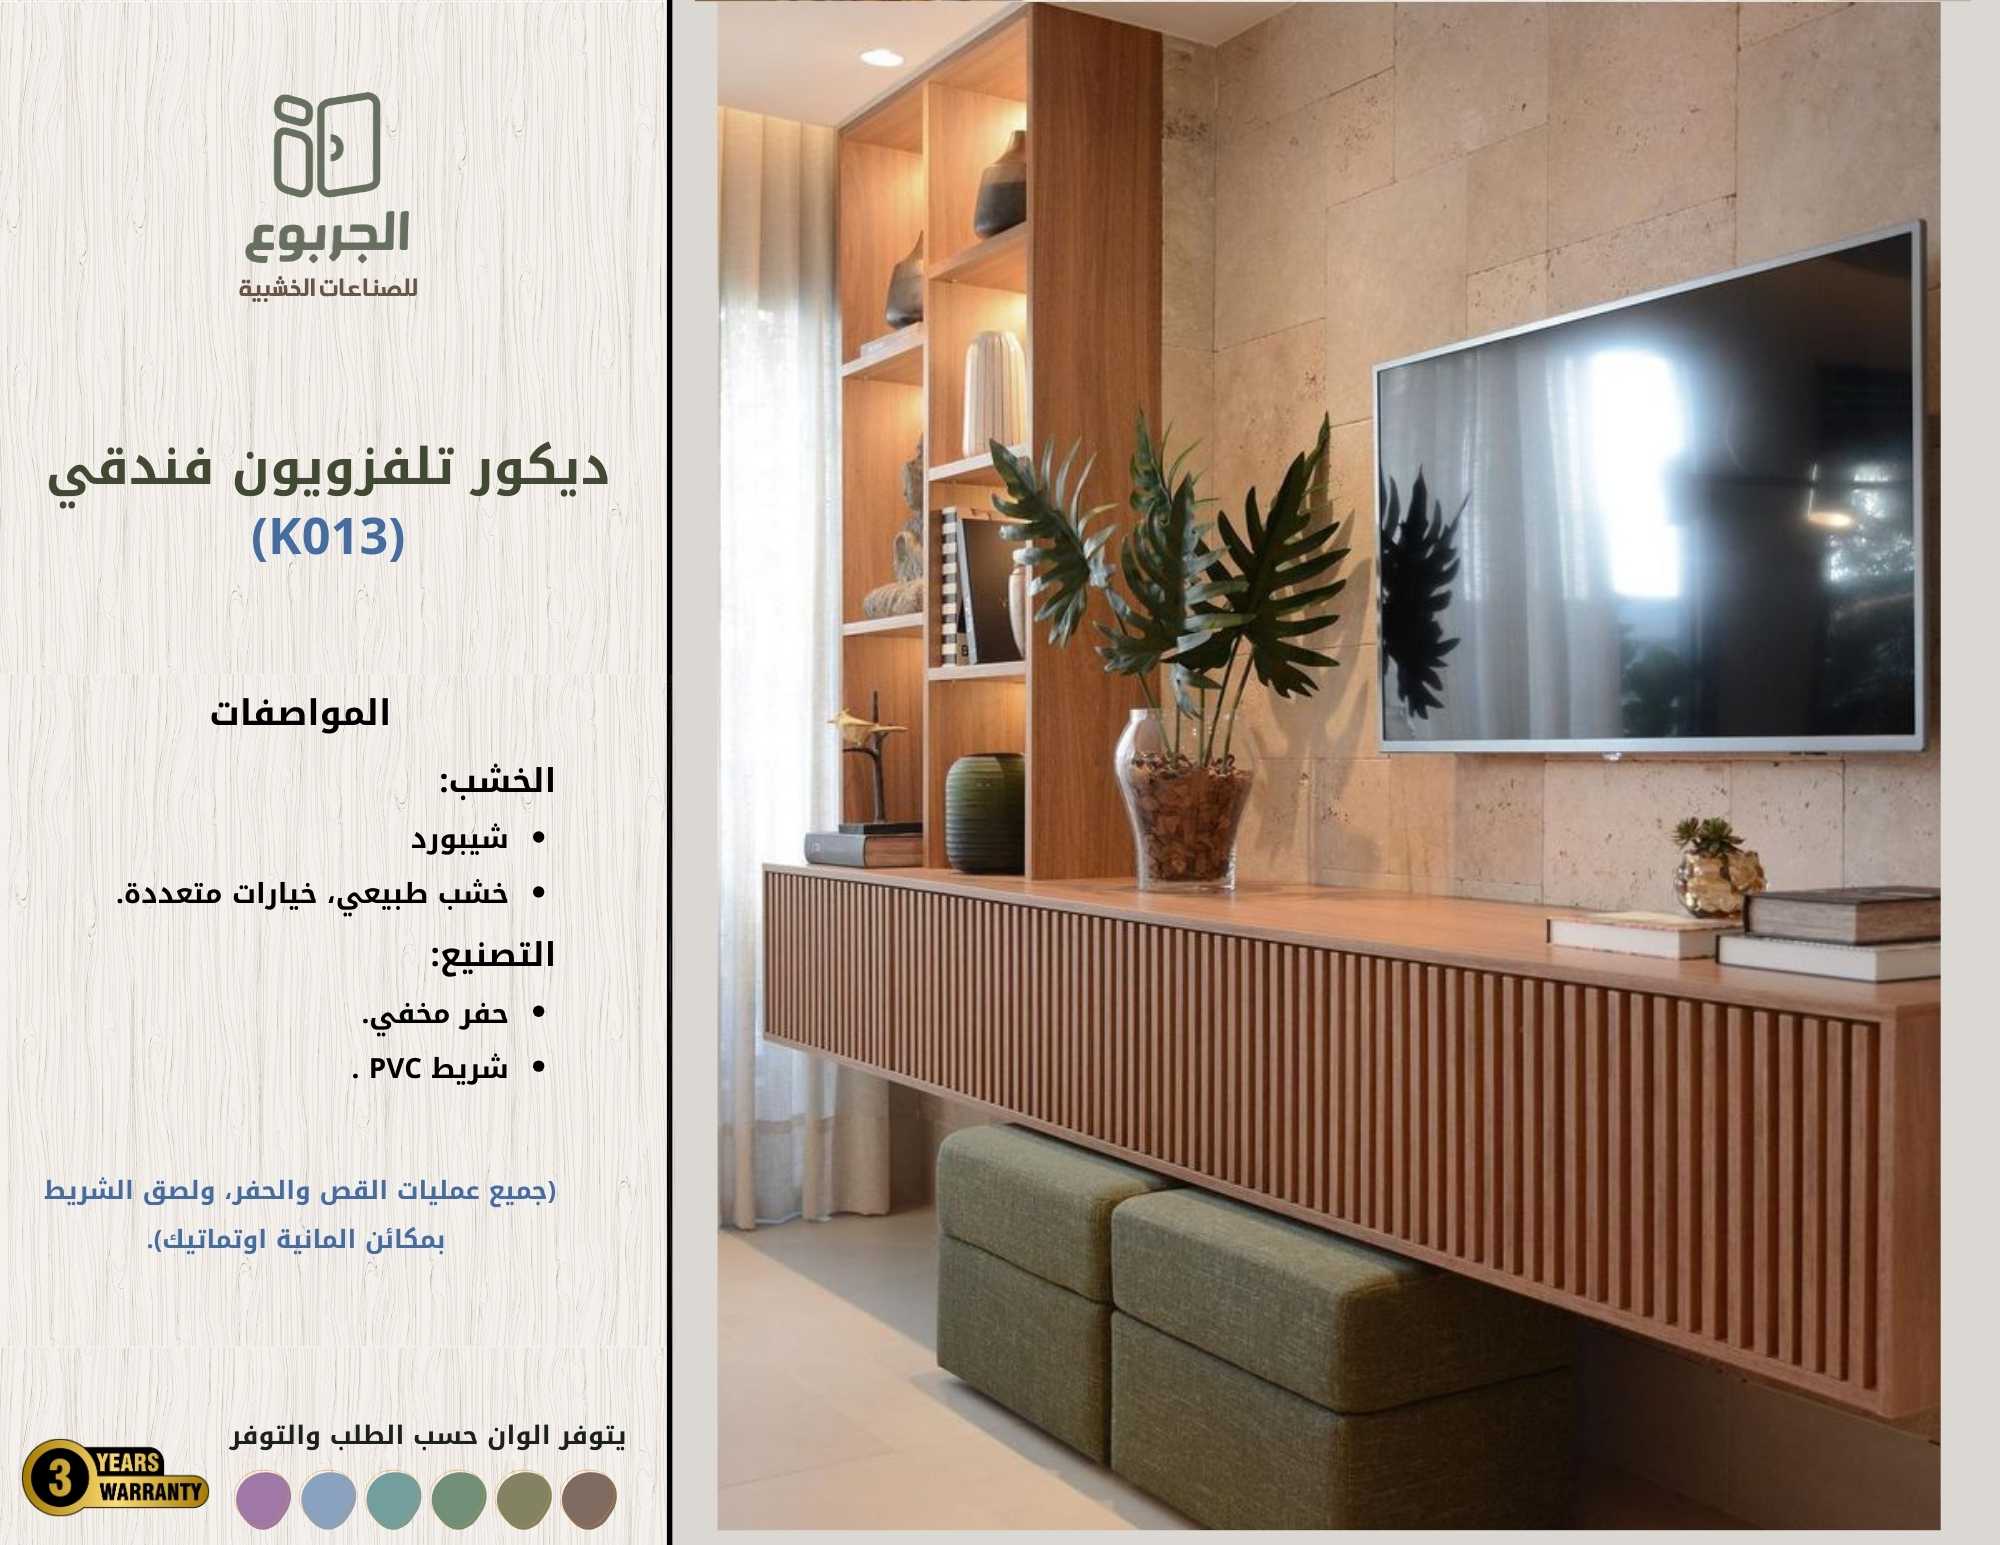 الجربوع
للصناعات الخشبية
ديكور تلفزويون فندقي
(K013)
المواصفات
الخشب:
• شيبورد
• خشب طبيعي، خيارات متعددة.
التصنيع:
• حفر مخفي.
• شريط PVC .
(جميع عمليات القص والحفر، ولصق الشريط
بمكائن المانية اوتماتيك).
يتوفر الوان حسب الطلب والتوفر
3 YEARS
WARRANTY